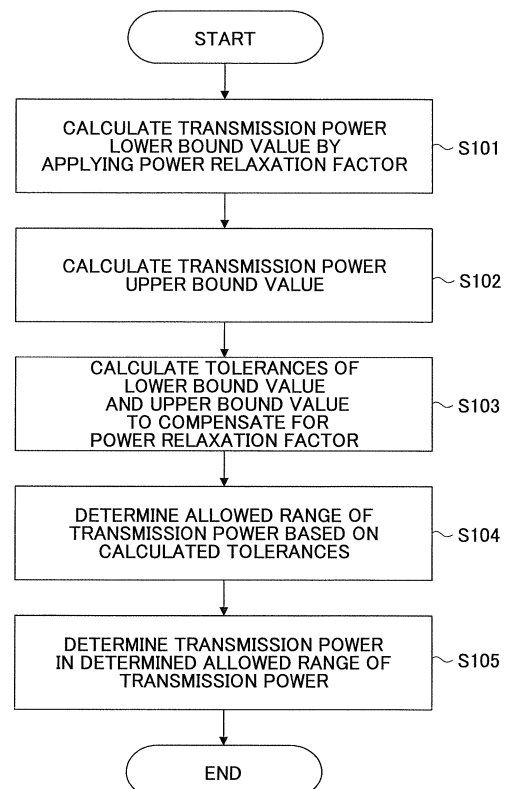 START
CALCULATE TRANSMISSION POWER
LOWER BOUND VALUE BY
APPLYING POWER RELAXATION FACTOR
S101
CALCULATE TRANSMISSION POWER
UPPER BOUND VALUE
S102
CALCULATE TOLERANCES OF
LOWER BOUND VALUE
AND UPPER BOUND VALUE
TO COMPENSATE FOR
POWER RELAXATION FACTOR
S103
DETERMINE ALLOWED RANGE OF
TRANSMISSION POWER BASED ON
CALCULATED TOLERANCES
S104
DETERMINE TRANSMISSION POWER
IN DETERMINED ALLOWED RANGE OF
TRANSMISSION POWER
S105
END